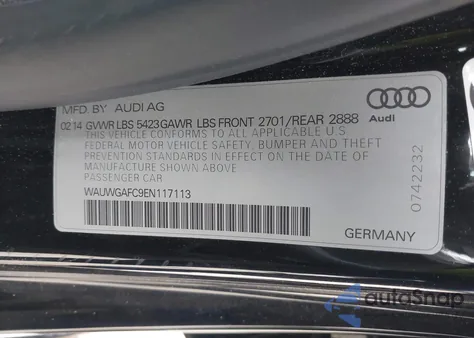 MFD. BY AUDI AG
0214 GVWR LBS 5423 GAWR LBS FRONT 2701/REAR 2888
THIS VEHICLE CONFORMS TO ALL APPLICABLE U.S
FEDERAL MOTOR VEHICLE SAFETY, BUMPER AND THEFT
PREVENTION STANDARDS IN EFFECT ON THE DATE OF
MANUFACTURE SHOWN ABOVE
PASSENGER CAR
WAUWGAFC9EN117113
GERMANY
Audi
0742232
autoSnap